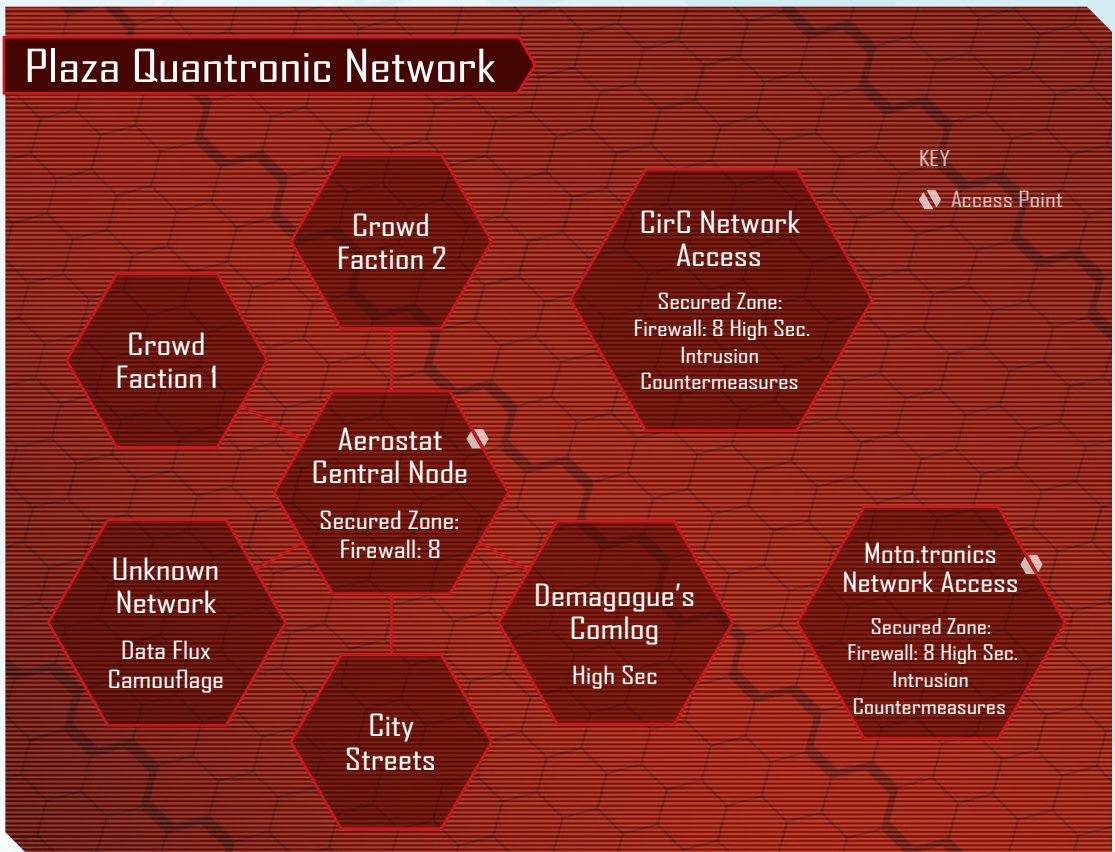 Plaza Quantronic Network
KEY
Access Point
Crowd
Faction 2
CirC Network
Access
Secured Zone:
Firewall: 8 High Sec.
Intrusion
Countermeasures
Crowd
Faction 1
Aerostat
Central Node
Secured Zone:
Firewall: 8
Unknown
Network
Data Flux
Camouflage
Demagogue's
Comlog
High Sec
Moto.tronics
Network Access
Secured Zone:
Firewall: 8 High Sec.
Intrusion
Countermeasures
City
Streets